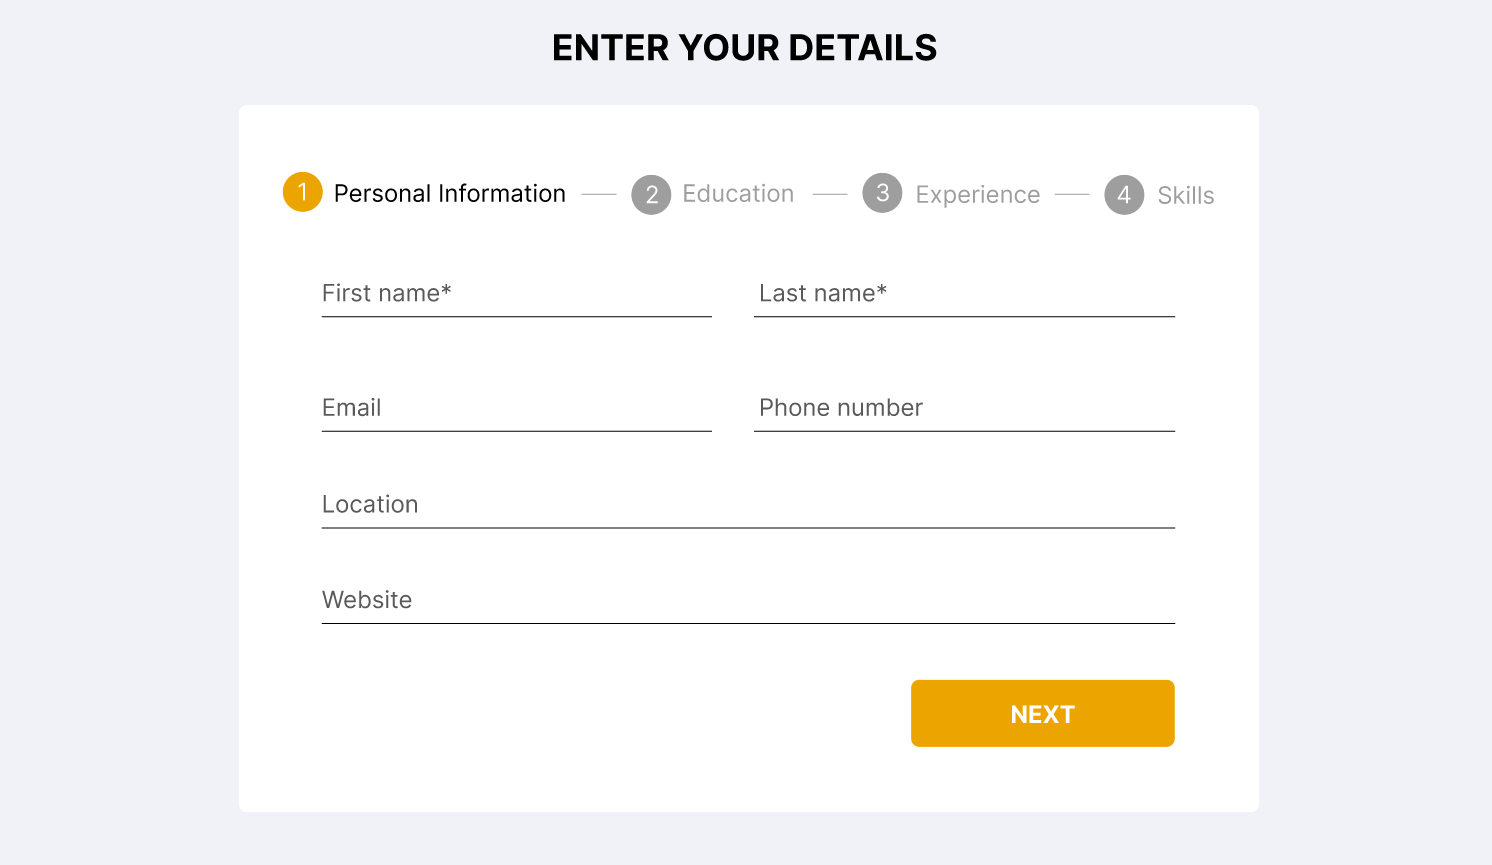 ENTER YOUR DETAILS
1 Personal Information 2 Education 3 Experience 4 Skills
First name* Last name*
Email Phone number
Location
Website
NEXT